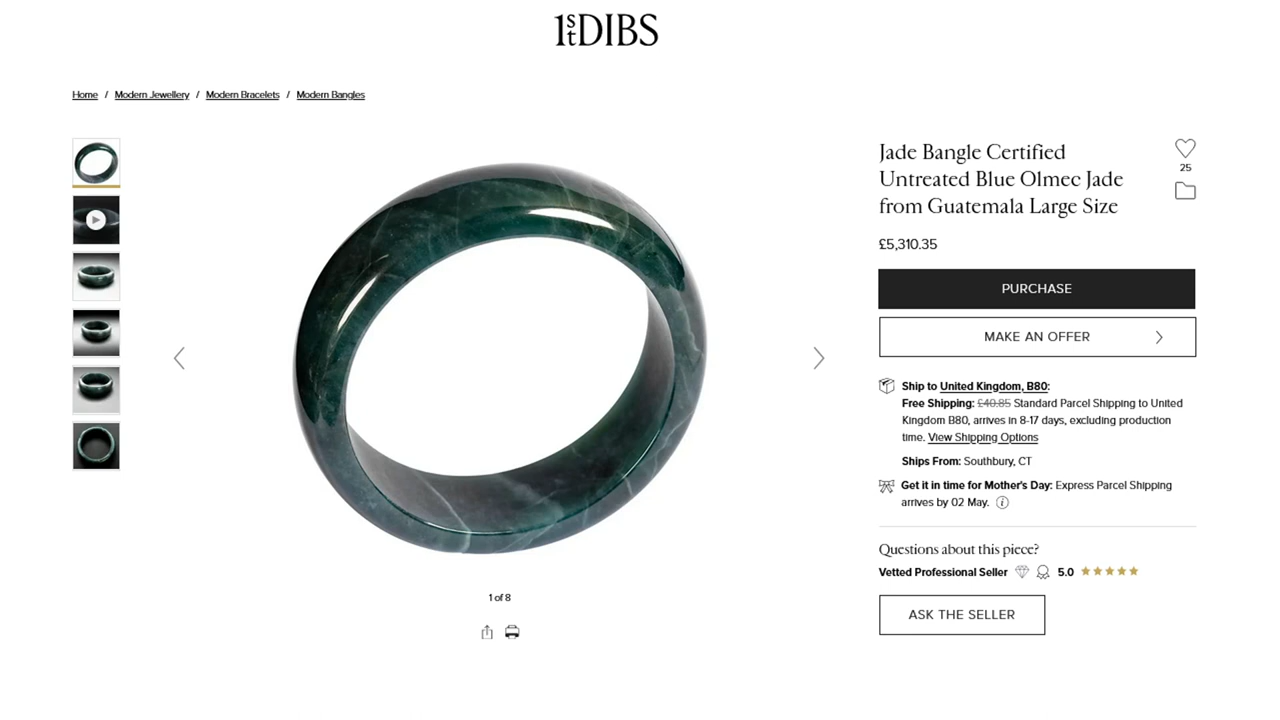 1stDIBS
Home / Modern Jewellery / Modern Bracelets / Modern Bangles
Jade Bangle Certified
Untreated Blue Olmec Jade
from Guatemala Large Size
25
£5,310.35
PURCHASE
MAKE AN OFFER
Ship to United Kingdom, B80:
Free Shipping: £40.85 Standard Parcel Shipping to United
Kingdom B80, arrives in 8-17 days, excluding production
time. View Shipping Options
Ships From: Southbury, CT
Get it in time for Mother's Day: Express Parcel Shipping
arrives by 02 May.
Questions about this piece?
Vetted Professional Seller 5.0
ASK THE SELLER
1 of 8